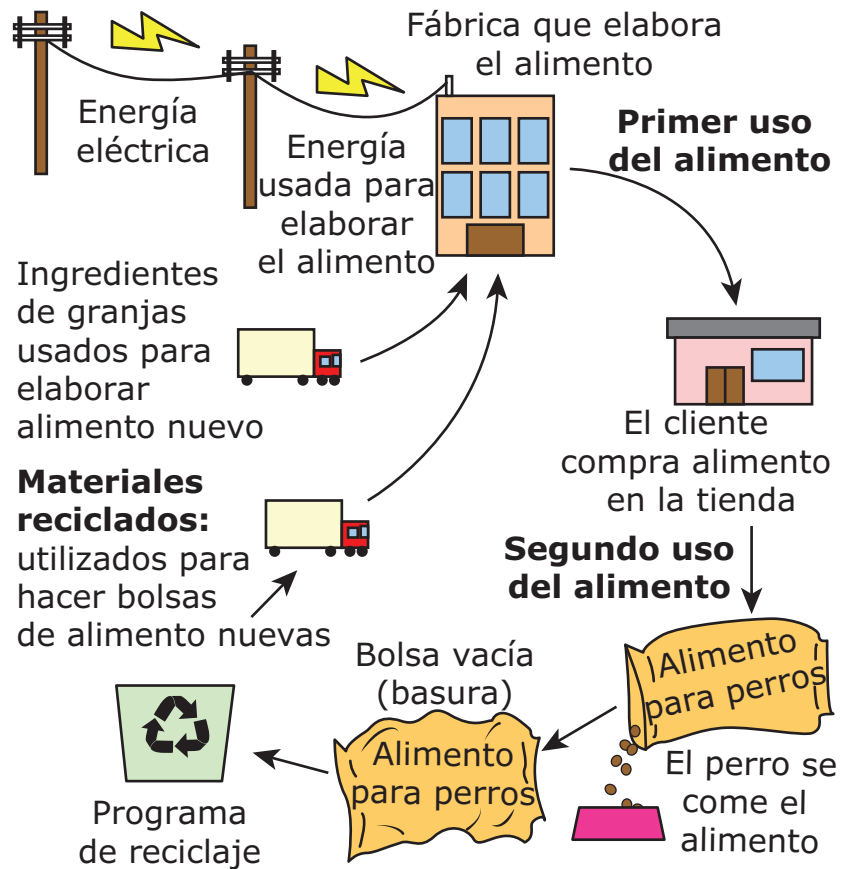 Fábrica que elabora
el alimento
Energía
eléctrica
Energía
usada para
elaborar
el alimento
Primer uso
del alimento
Ingredientes
de granjas
usados para
elaborar
alimento nuevo
El cliente
compra alimento
en la tienda
Materiales
reciclados:
utilizados para
hacer bolsas
de alimento nuevas
Segundo uso
del alimento
Alimento
para perros
El perro se
come el
alimento
Bolsa vacía
(basura)
Alimento
para perros
Programa
de reciclaje